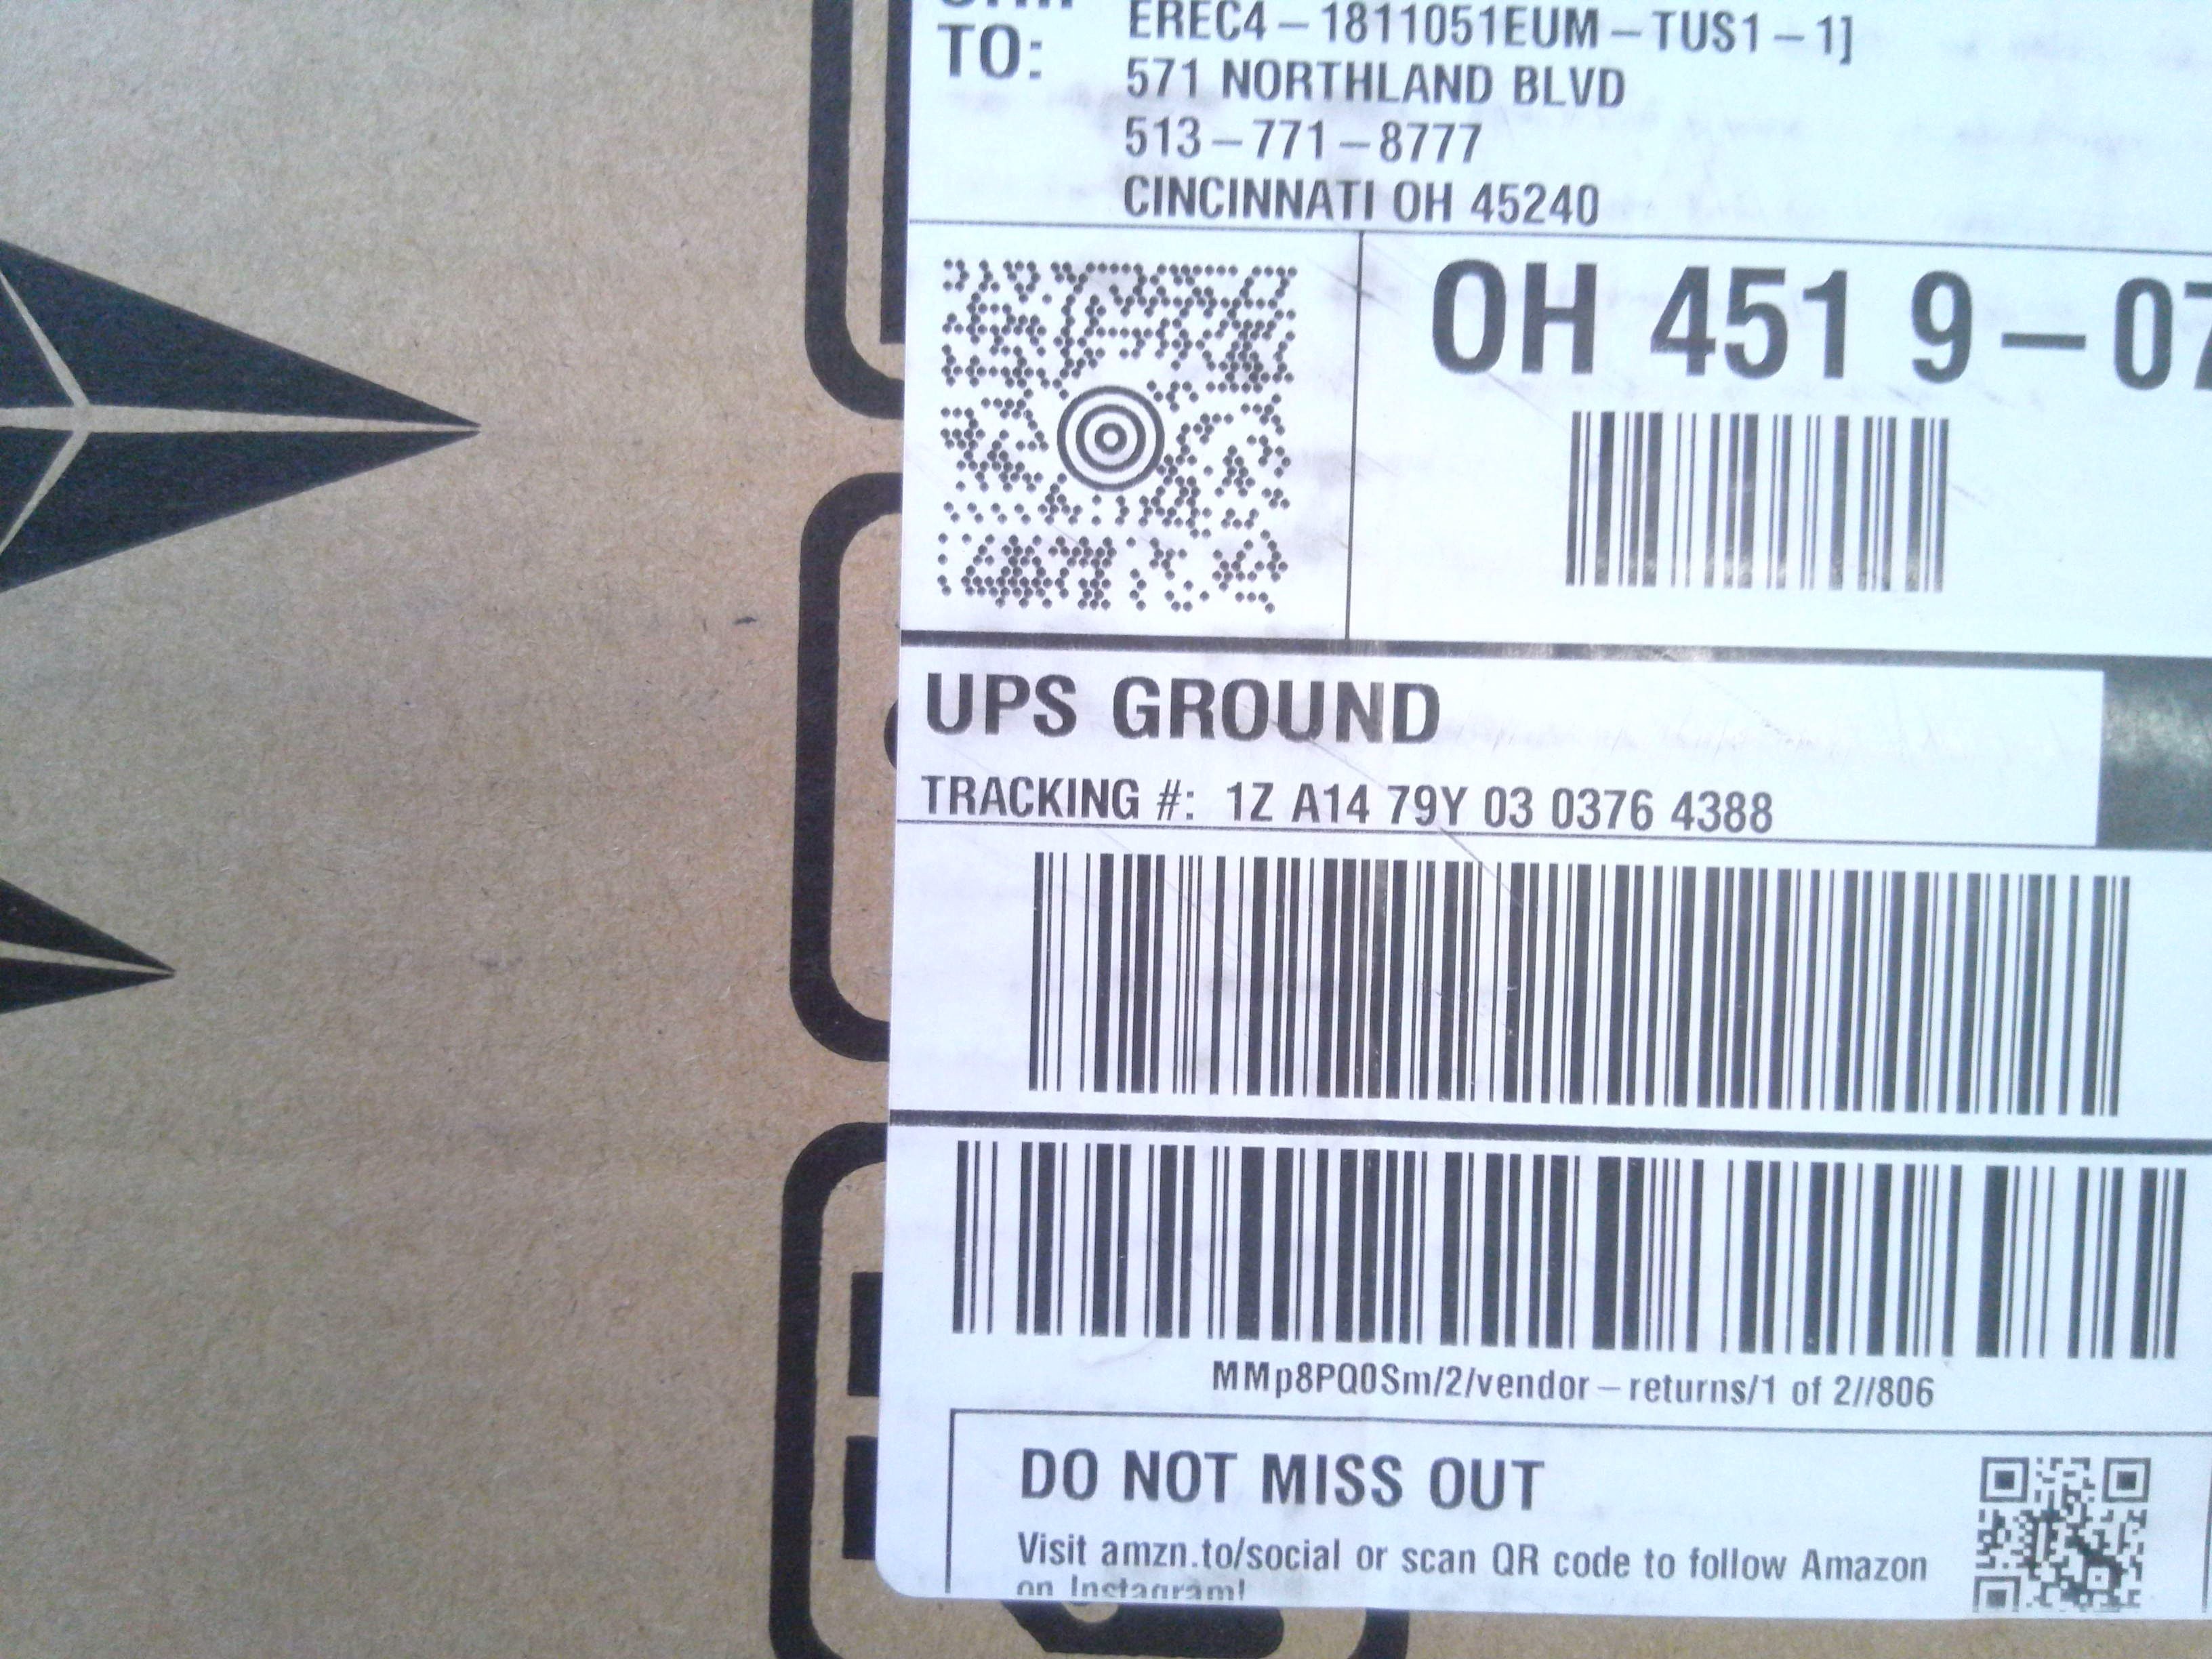 TO:
EREC4-1811051EUM-TUS1-1]
571 NORTHLAND BLVD
513-771-8777
CINCINNATI OH 45240
OH 451 9-07
UPS GROUND
TRACKING #: 1Z A14 79Y 03 0376 4388
MMp8PQ0Sm/2/vendor-returns/1 of 2//806
DO NOT MISS OUT
Visit amzn.to/social or scan QR code to follow Amazon
on Instagram!